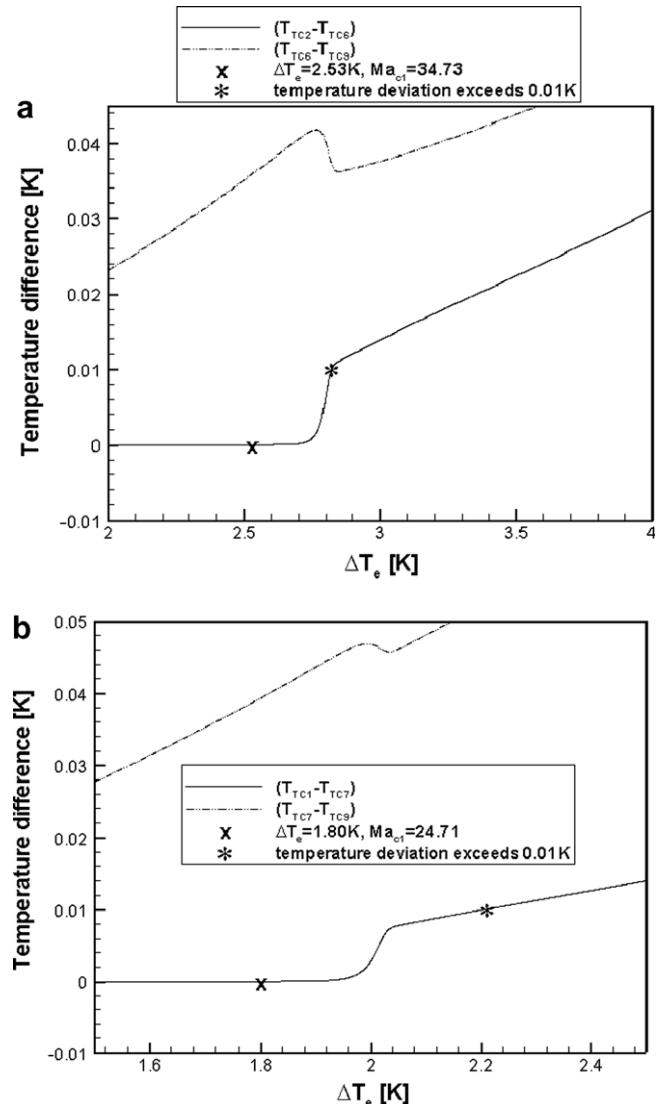 (T_TC2-T_TC6)
(T_TC6-T_TC9)
X ΔT_e=2.53K, Ma_c1=34.73
* temperature deviation exceeds 0.01K
a
Temperature difference [K]
0.04
0.03
0.02
0.01
0
-0.01
2 2.5 3 3.5 4
X
*
ΔT_e [K]
b
Temperature difference [K]
0.05
0.04
0.03
0.02
0.01
0
-0.01
(T_TC1-T_TC7)
(T_TC7-T_TC9)
X ΔT_e=1.80K, Ma_c1=24.71
* temperature deviation exceeds 0.01K
*
X
1.6 1.8 2 2.2 2.4
ΔT_e [K]